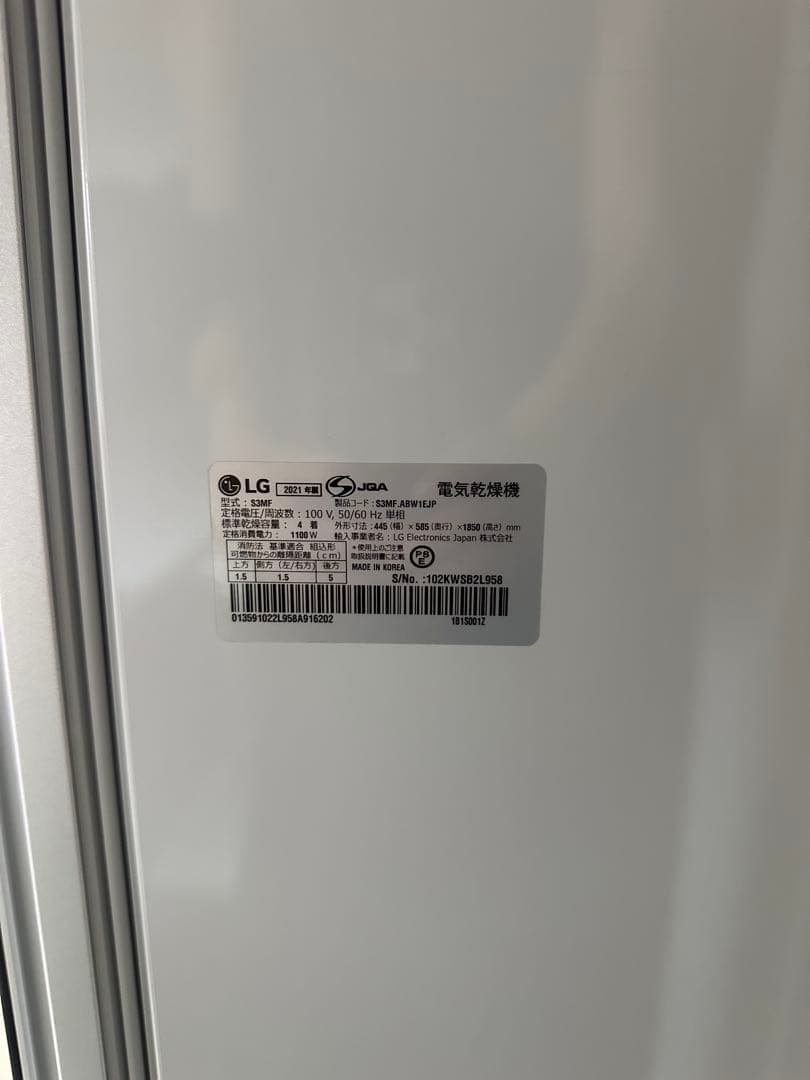 LG 2021 年製 JQA 電気乾燥機
型式 : S3MF 製品コード : S3MF.ABW1EJP
定格電圧/周波数 : 100 V, 50/60 Hz 単相
標準乾燥容量 : 4 着 外形寸法 : 445 (幅) × 585 (奥行) ×1850 (高さ) mm
定格消費電力 : 1100 W 輸入事業者名 : LG Electronics Japan 株式会社
消防法 基準適合 組込形
可燃物からの離隔距離 (cm)
上方 側方 (左/右方) 後方
1.5 1.5 5
＊使用上のご注意
取扱説明書に記載
PS
E
MADE IN KOREA
S/No. :102KWSB2L958
013591022L958A916202 1B1S001Z